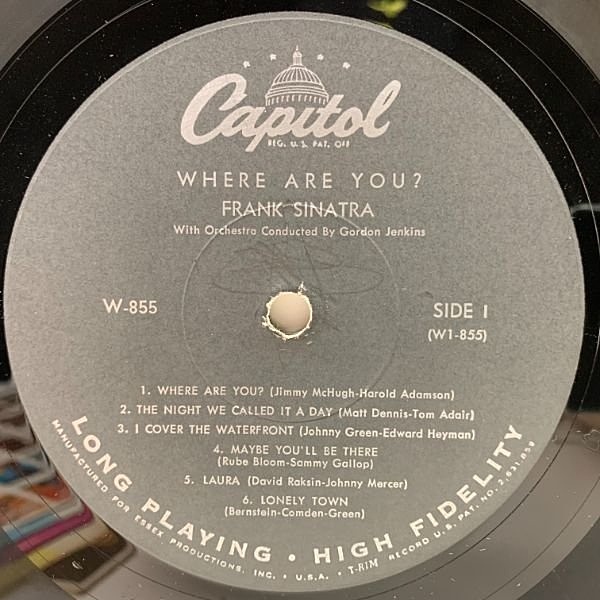 Capitol
REG. U.S. PAT. OFF
WHERE ARE YOU?
FRANK SINATRA
With Orchestra Conducted By Gordon Jenkins
W-855
SIDE 1
(W1-855)
1. WHERE ARE YOU? (Jimmy McHugh-Harold Adamson)
2. THE NIGHT WE CALLED IT A DAY (Matt Dennis-Tom Adair)
3. I COVER THE WATERFRONT (Johnny Green-Edward Heyman)
4. MAYBE YOU'LL BE THERE
(Rube Bloom-Sammy Gallop)
5. LAURA (David Raksin-Johnny Mercer)
6. LONELY TOWN
(Bernstein-Comden-Green)
LONG PLAYING • HIGH FIDELITY
MANUFACTURED FOR ESSEX PRODUCTIONS, INC. • U.S.A. • T-RIM RECORD U.S. PAT. NO. 2,631,859